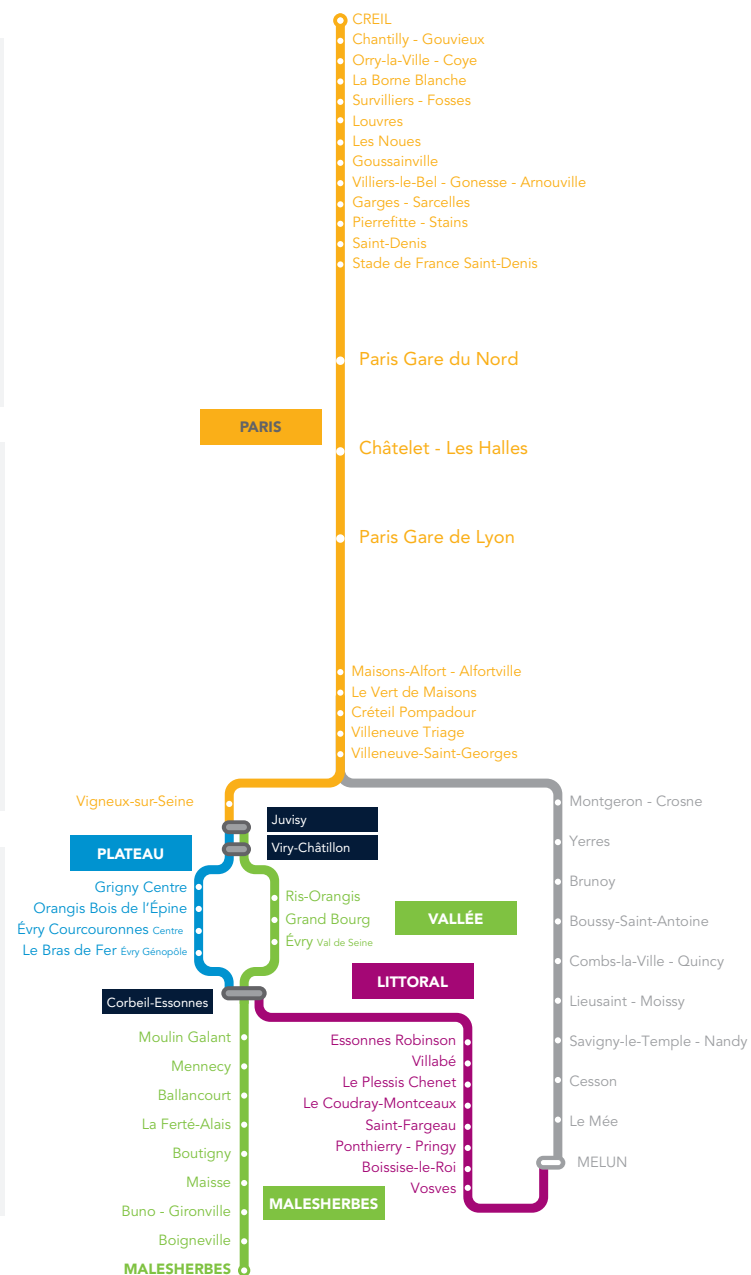 CREIL
Chantilly - Gouvieux
Orry-la-Ville - Coye
La Borne Blanche
Survilliers - Fosses
Louvres
Les Noues
Goussainville
Villiers-le-Bel - Gonesse - Arnouville
Garges - Sarcelles
Pierrefitte - Stains
Saint-Denis
Stade de France Saint-Denis
Paris Gare du Nord
PARIS
Châtelet - Les Halles
Paris Gare de Lyon
Maisons-Alfort - Alfortville
Le Vert de Maisons
Créteil Pompadour
Villeneuve Triage
Villeneuve-Saint-Georges
Vigneux-sur-Seine
Juvisy
Viry-Châtillon
PLATEAU
Grigny Centre
Orangis Bois de l'Épine
Évry Courcouronnes Centre
Le Bras de Fer Évry Génopôle
Ris-Orangis
Grand Bourg
Évry Val de Seine
VALLÉE
Corbeil-Essonnes
LITTORAL
Moulin Galant
Mennecy
Ballancourt
La Ferté-Alais
Boutigny
Maisse
Buno - Gironville
Boigneville
MALESHERBES
MALESHERBES
Essonnes Robinson
Villabé
Le Plessis Chenet
Le Coudray-Montceaux
Saint-Fargeau
Ponthierry - Pringy
Boissise-le-Roi
Vosves
Montgeron - Crosne
Yerres
Brunoy
Boussy-Saint-Antoine
Combs-la-Ville - Quincy
Lieusaint - Moissy
Savigny-le-Temple - Nandy
Cesson
Le Mée
MELUN